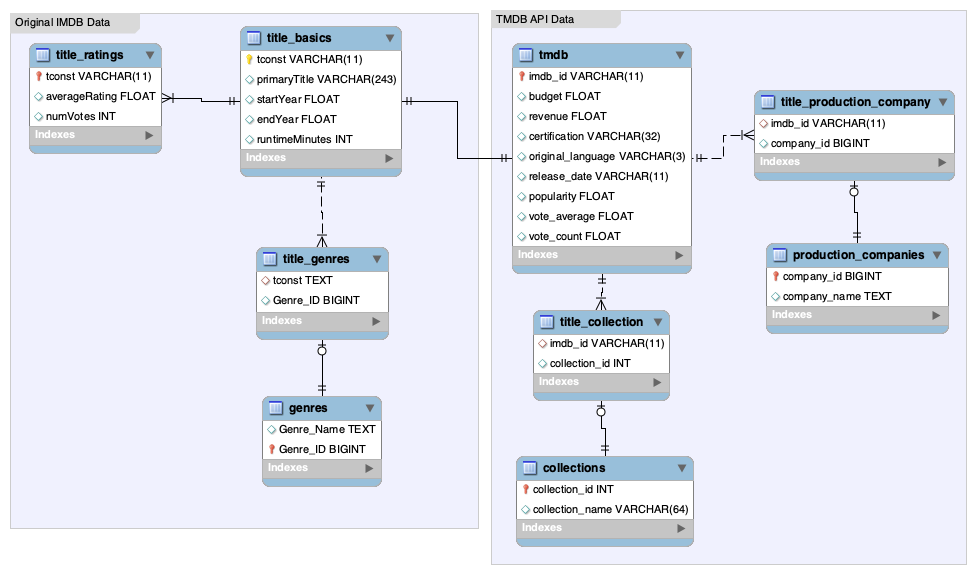 Original IMDB Data
title_ratings
tconst VARCHAR(11)
averageRating FLOAT
numVotes INT
Indexes
title_basics
tconst VARCHAR(11)
primaryTitle VARCHAR(243)
startYear FLOAT
endYear FLOAT
runtimeMinutes INT
Indexes
title_genres
tconst TEXT
Genre_ID BIGINT
Indexes
genres
Genre_Name TEXT
Genre_ID BIGINT
Indexes
TMDB API Data
tmdb
imdb_id VARCHAR(11)
budget FLOAT
revenue FLOAT
certification VARCHAR(32)
original_language VARCHAR(3)
release_date VARCHAR(11)
popularity FLOAT
vote_average FLOAT
vote_count FLOAT
Indexes
title_production_company
imdb_id VARCHAR(11)
company_id BIGINT
Indexes
production_companies
company_id BIGINT
company_name TEXT
Indexes
title_collection
imdb_id VARCHAR(11)
collection_id INT
Indexes
collections
collection_id INT
collection_name VARCHAR(64)
Indexes